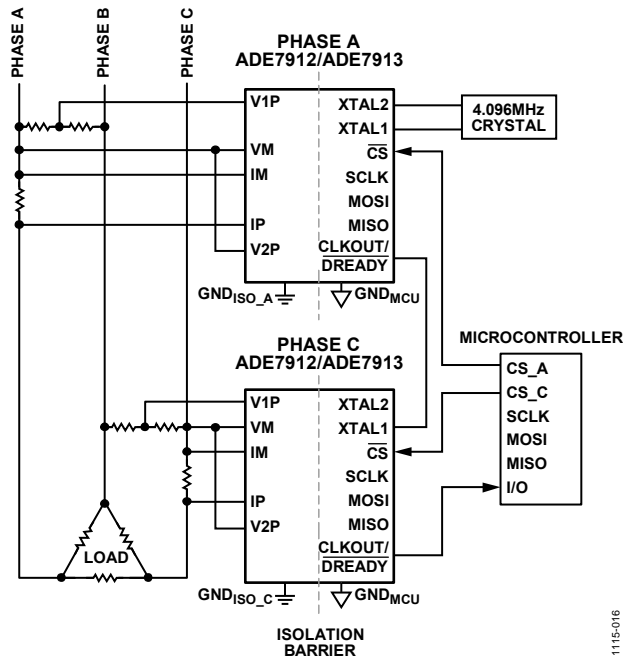 PHASE A
PHASE B
PHASE C
PHASE A
ADE7912/ADE7913
V1P
VM
IM
IP
V2P
XTAL2
XTAL1
CS
SCLK
MOSI
MISO
CLKOUT/
DREADY
4.096MHz
CRYSTAL
GNDISO_A
GNDMCU
PHASE C
ADE7912/ADE7913
V1P
VM
IM
IP
V2P
XTAL2
XTAL1
CS
SCLK
MOSI
MISO
CLKOUT/
DREADY
MICROCONTROLLER
CS_A
CS_C
SCLK
MOSI
MISO
I/O
LOAD
GNDISO_C
GNDMCU
ISOLATION
BARRIER
1115-016